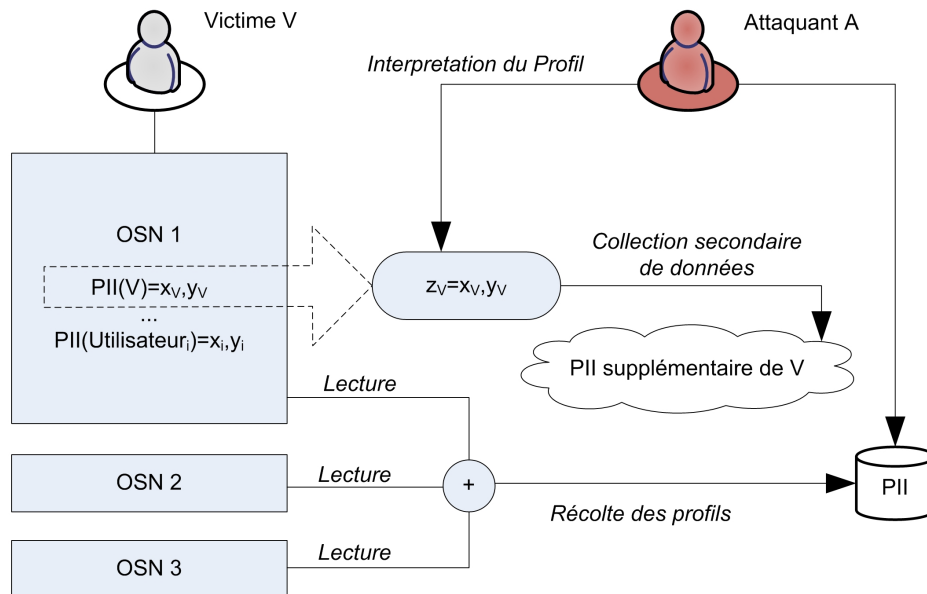 Victime V
Attaquant A
Interpretation du Profil
OSN 1
PII(V)=xV,yV
...
PII(Utilisateuri)=xi,yi
zV=xV,yV
Collection secondaire
de données
PII supplémentaire de V
Lecture
OSN 2
Lecture
+
PII
Récolte des profils
Lecture
OSN 3